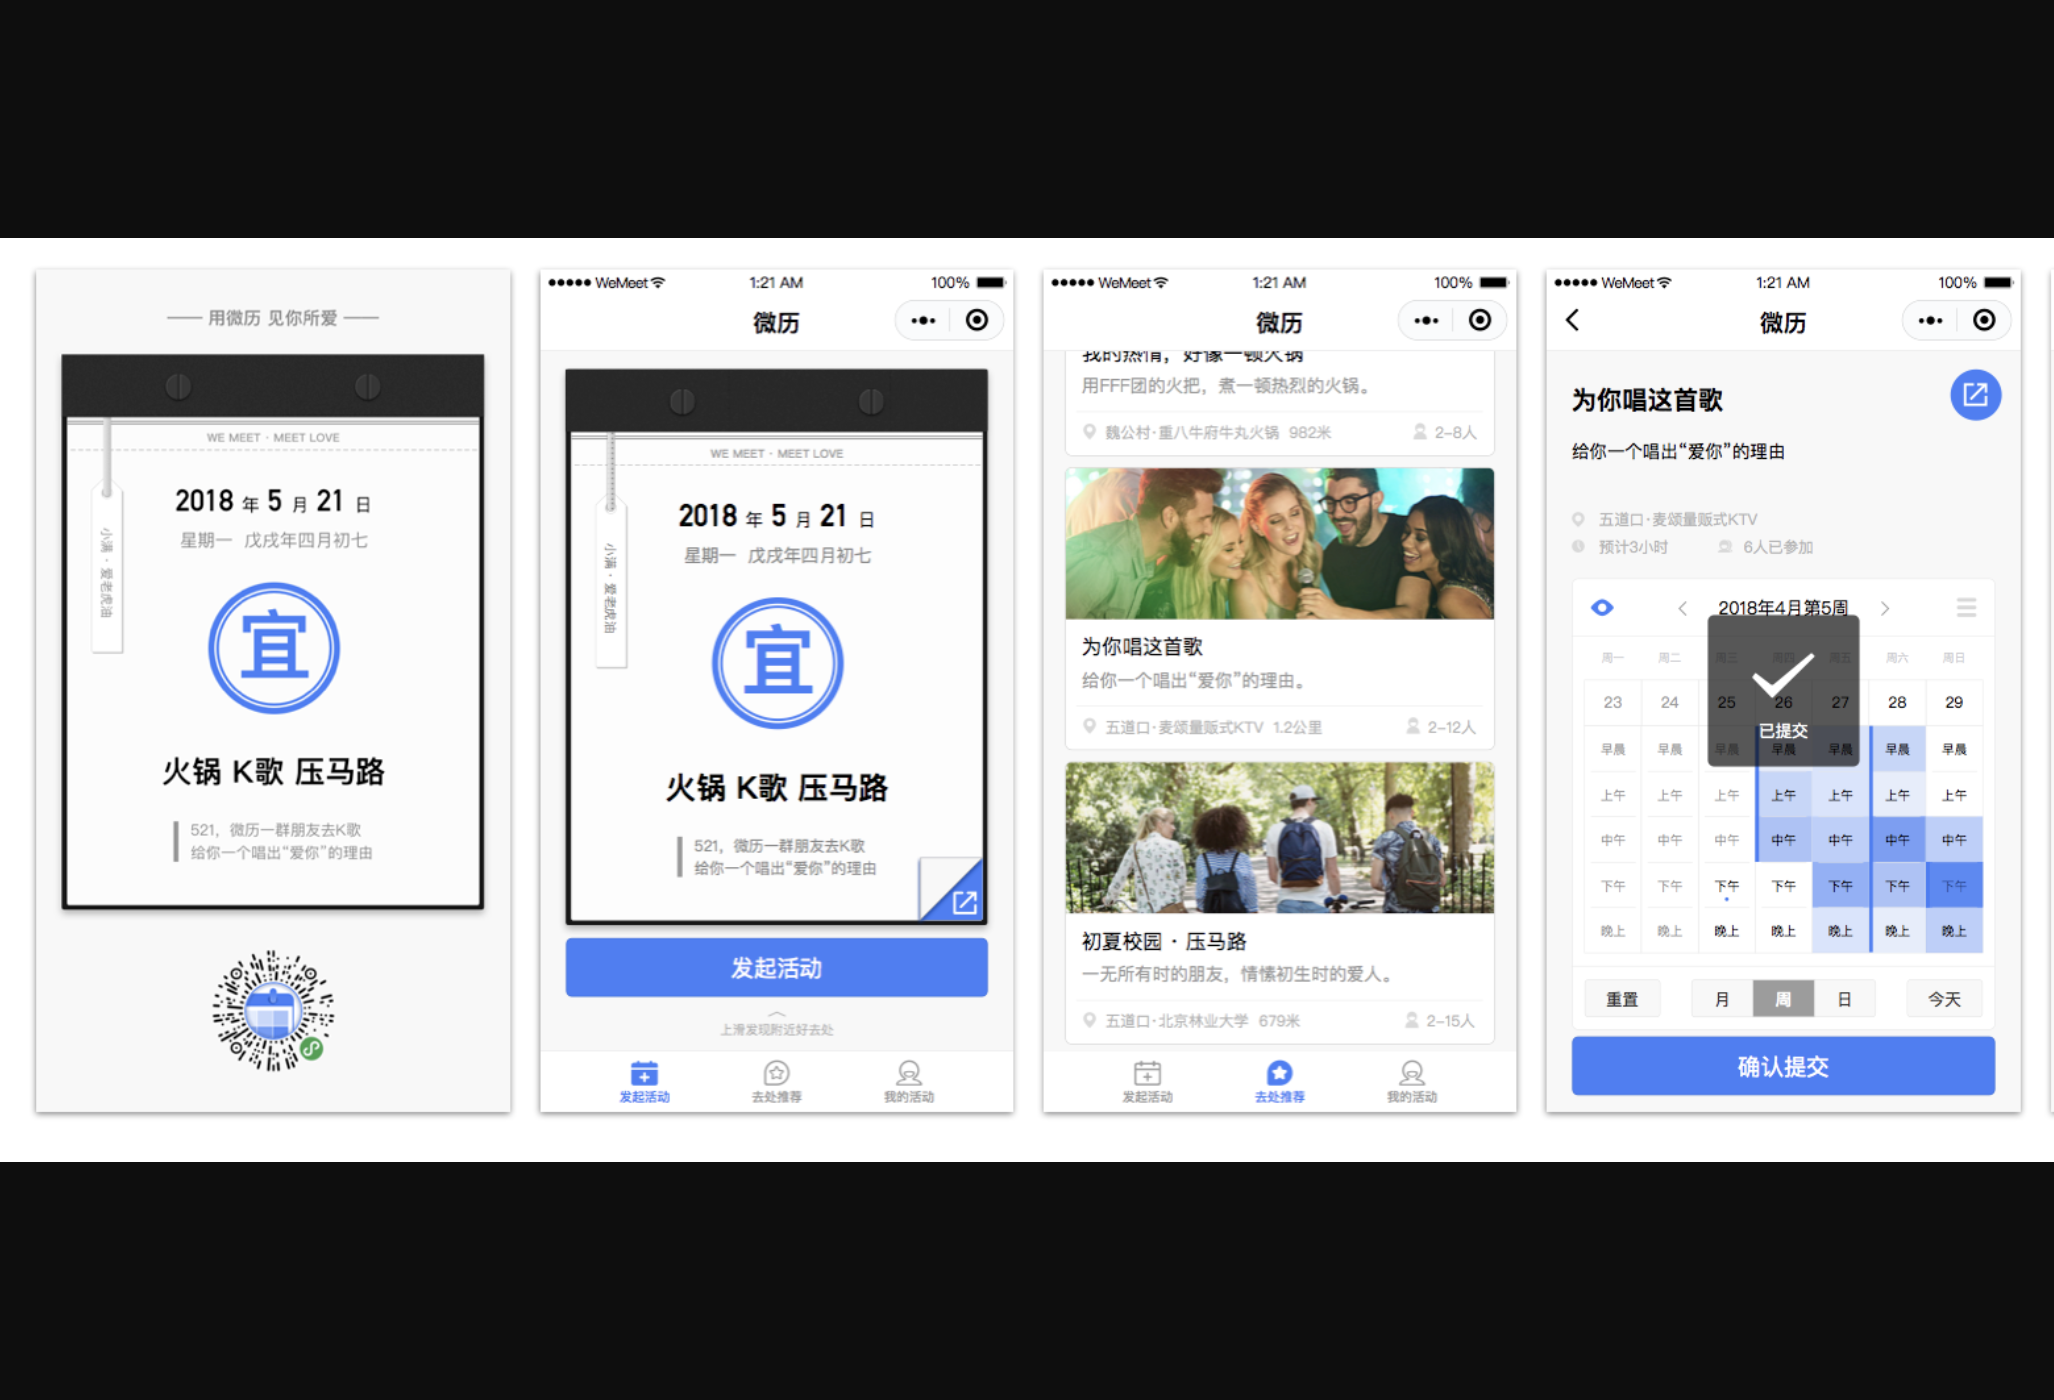 用微历 见你所爱
WE MEET · MEET LOVE
2018 年 5 月 21 日
星期一 戊戌年四月初七
小满 · 爱老虎油
宜
火锅 K歌 压马路
521，微历一群朋友去K歌
给你一个唱出“爱你”的理由
WeMeet 1:21 AM 100%
微历
WE MEET · MEET LOVE
2018 年 5 月 21 日
星期一 戊戌年四月初七
小满 · 爱老虎油
宜
火锅 K歌 压马路
521，微历一群朋友去K歌
给你一个唱出“爱你”的理由
发起活动
上滑发现附近好去处
发起活动 去处推荐 我的活动
WeMeet 1:21 AM 100%
微历
我的热情，好像一顿火锅
用FFF团的火把，煮一顿热烈的火锅。
魏公村·重八牛府牛丸火锅 982米 2-8人
为你唱这首歌
给你一个唱出“爱你”的理由。
五道口·麦颂量贩式KTV 1.2公里 2-12人
初夏校园 · 压马路
一无所有时的朋友，情愫初生时的爱人。
五道口·北京林业大学 679米 2-15人
发起活动 去处推荐 我的活动
WeMeet 1:21 AM 100%
微历
为你唱这首歌
给你一个唱出“爱你”的理由
五道口·麦颂量贩式KTV
预计3小时 6人已参加
2018年4月第5周
周一 周二 周三 周四 周五 周六 周日
23 24 25 26 27 28 29
已提交
早晨 早晨 早晨 早晨 早晨 早晨 早晨
上午 上午 上午 上午 上午 上午 上午
中午 中午 中午 中午 中午 中午 中午
下午 下午 下午 下午 下午 下午 下午
晚上 晚上 晚上 晚上 晚上 晚上 晚上
重置 月 周 日 今天
确认提交